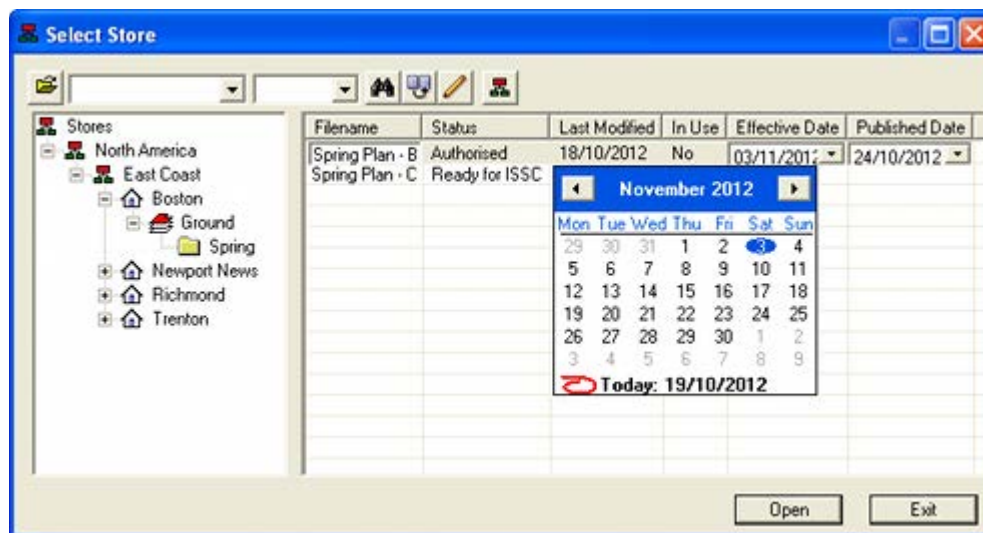 Select Store
Stores
North America
East Coast
Boston
Ground
Spring
Newport News
Richmond
Trenton
Filename Status Last Modified In Use Effective Date Published Date
Spring Plan - B Authorised 18/10/2012 No 03/11/2012 24/10/2012
Spring Plan - C Ready for ISSC
November 2012
Mon Tue Wed Thu Fri Sat Sun
29 30 31 1 2 3 4
5 6 7 8 9 10 11
12 13 14 15 16 17 18
19 20 21 22 23 24 25
26 27 28 29 30 1 2
3 4 5 6 7 8 9
Today: 19/10/2012
Open Exit